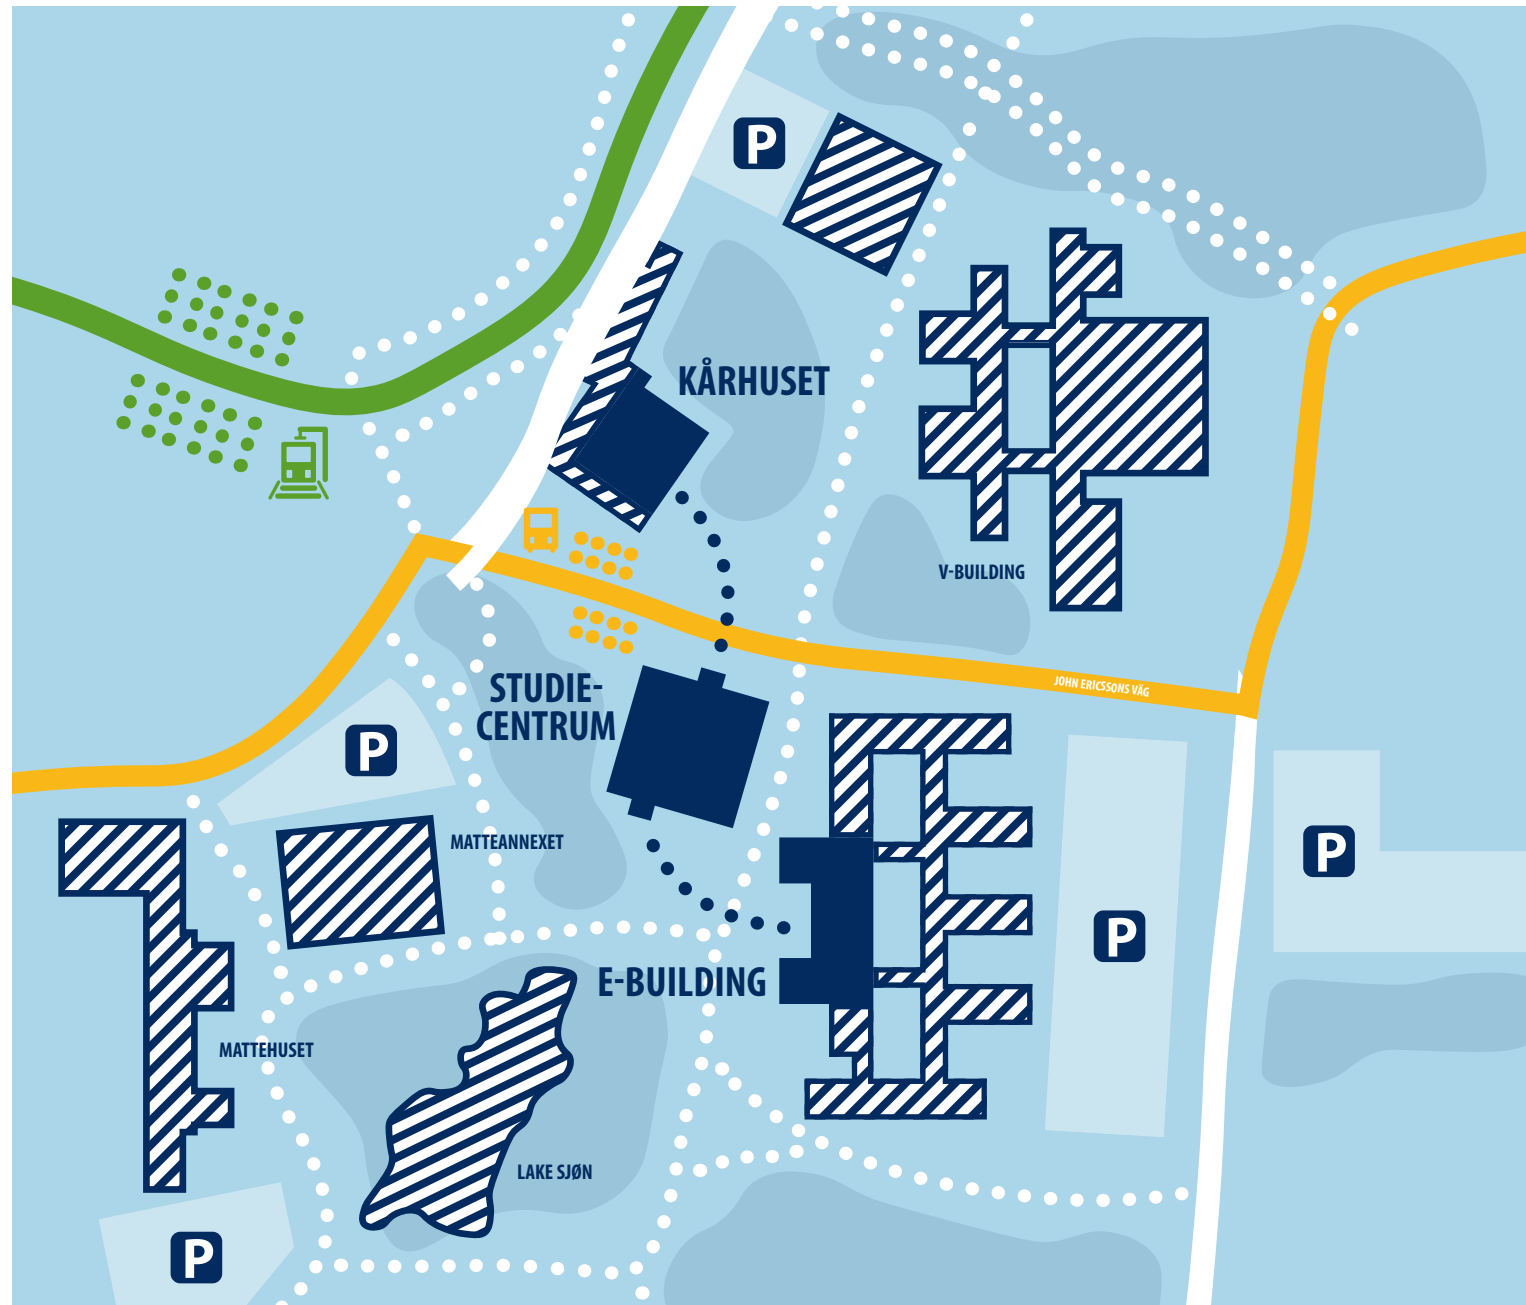 P
KÅRHUSET
V-BUILDING
JOHN ERICSSONS VÄG
STUDIE-
CENTRUM
P
MATTEANNEXET
P
P
E-BUILDING
MATTEHUSET
LAKE SJØN
P